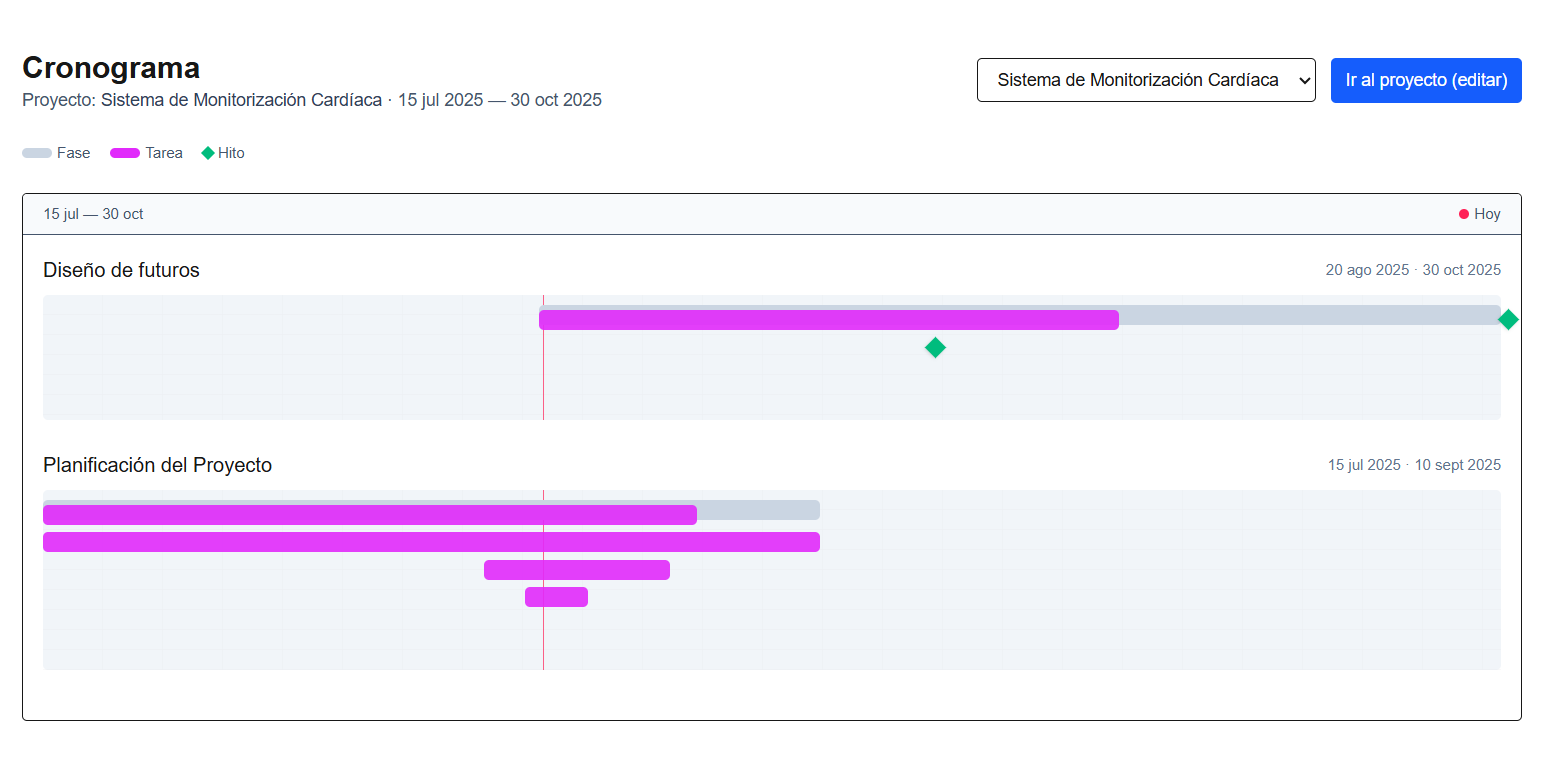 Cronograma
Proyecto: Sistema de Monitorización Cardíaca · 15 jul 2025 — 30 oct 2025
Sistema de Monitorización Cardíaca
Ir al proyecto (editar)
Fase
Tarea
Hito
15 jul — 30 oct
Hoy
Diseño de futuros
20 ago 2025 · 30 oct 2025
Planificación del Proyecto
15 jul 2025 · 10 sept 2025